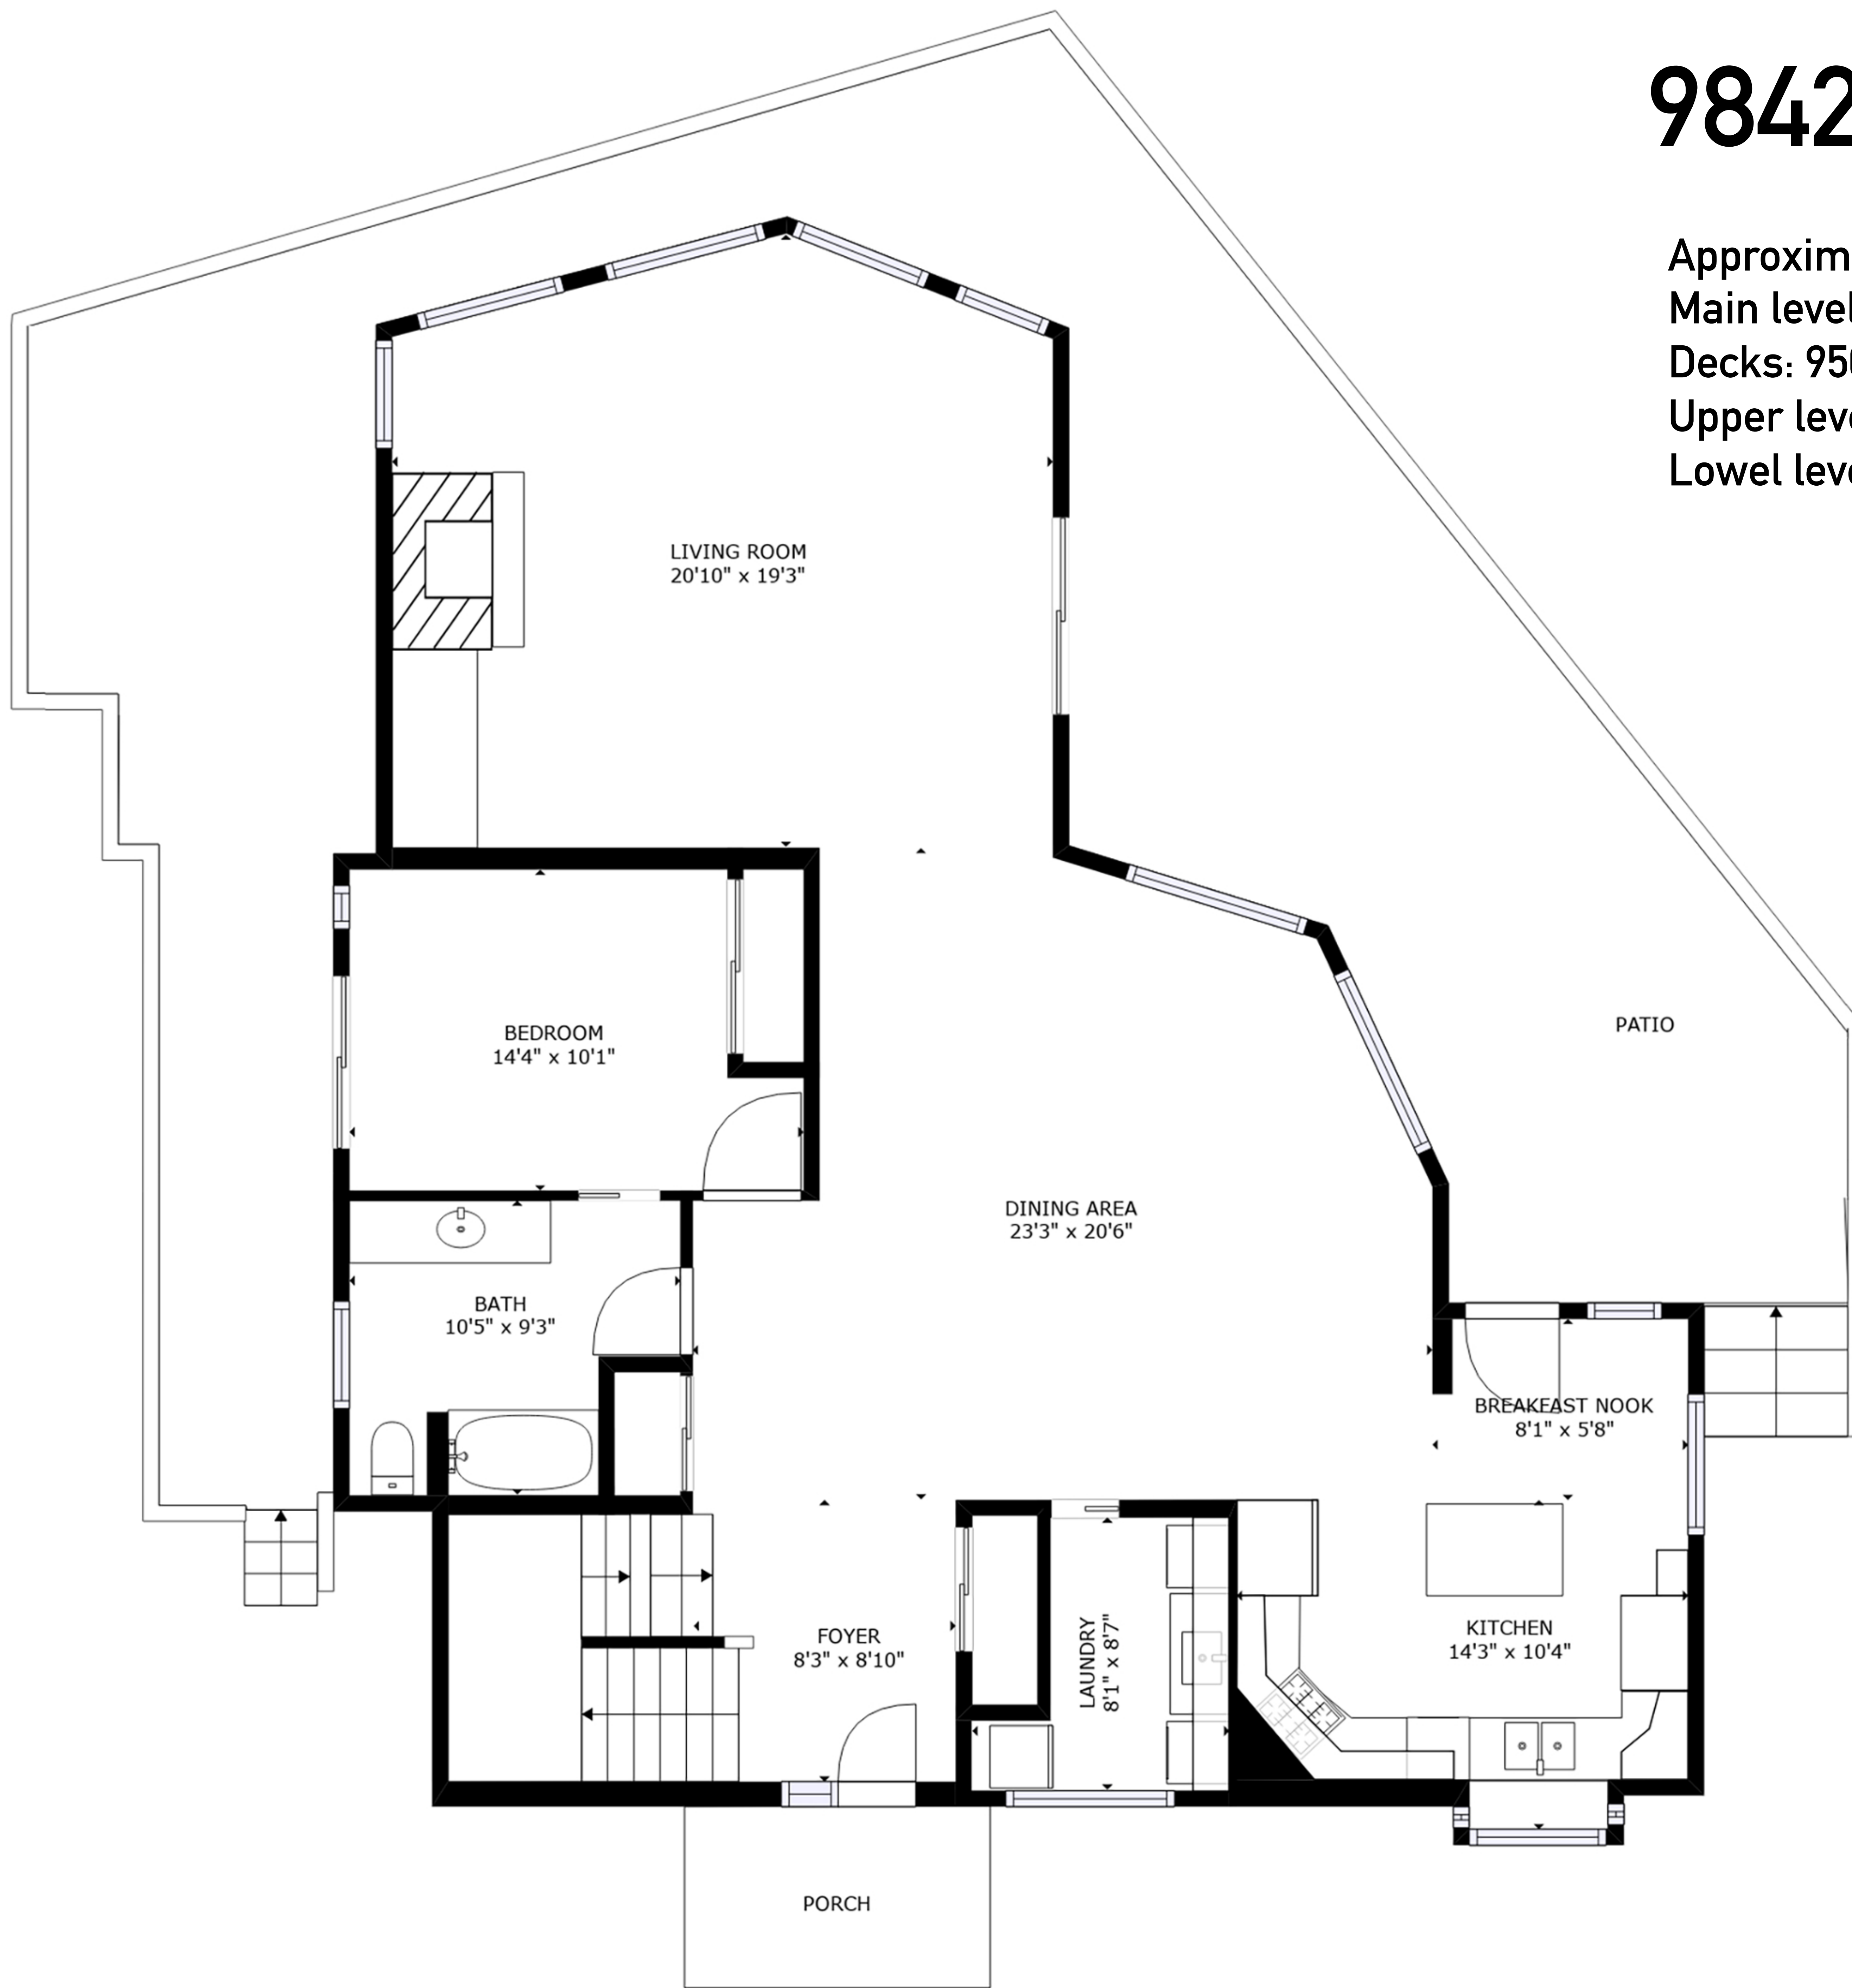 9842
Approxim
Main level
Decks: 950
Upper leve
Lowel leve
LIVING ROOM
20'10" x 19'3"
BEDROOM
14'4" x 10'1"
PATIO
DINING AREA
23'3" x 20'6"
BATH
10'5" x 9'3"
BREAKFAST NOOK
8'1" x 5'8"
FOYER
8'3" x 8'10"
LAUNDRY
8'1" x 8'7"
KITCHEN
14'3" x 10'4"
PORCH